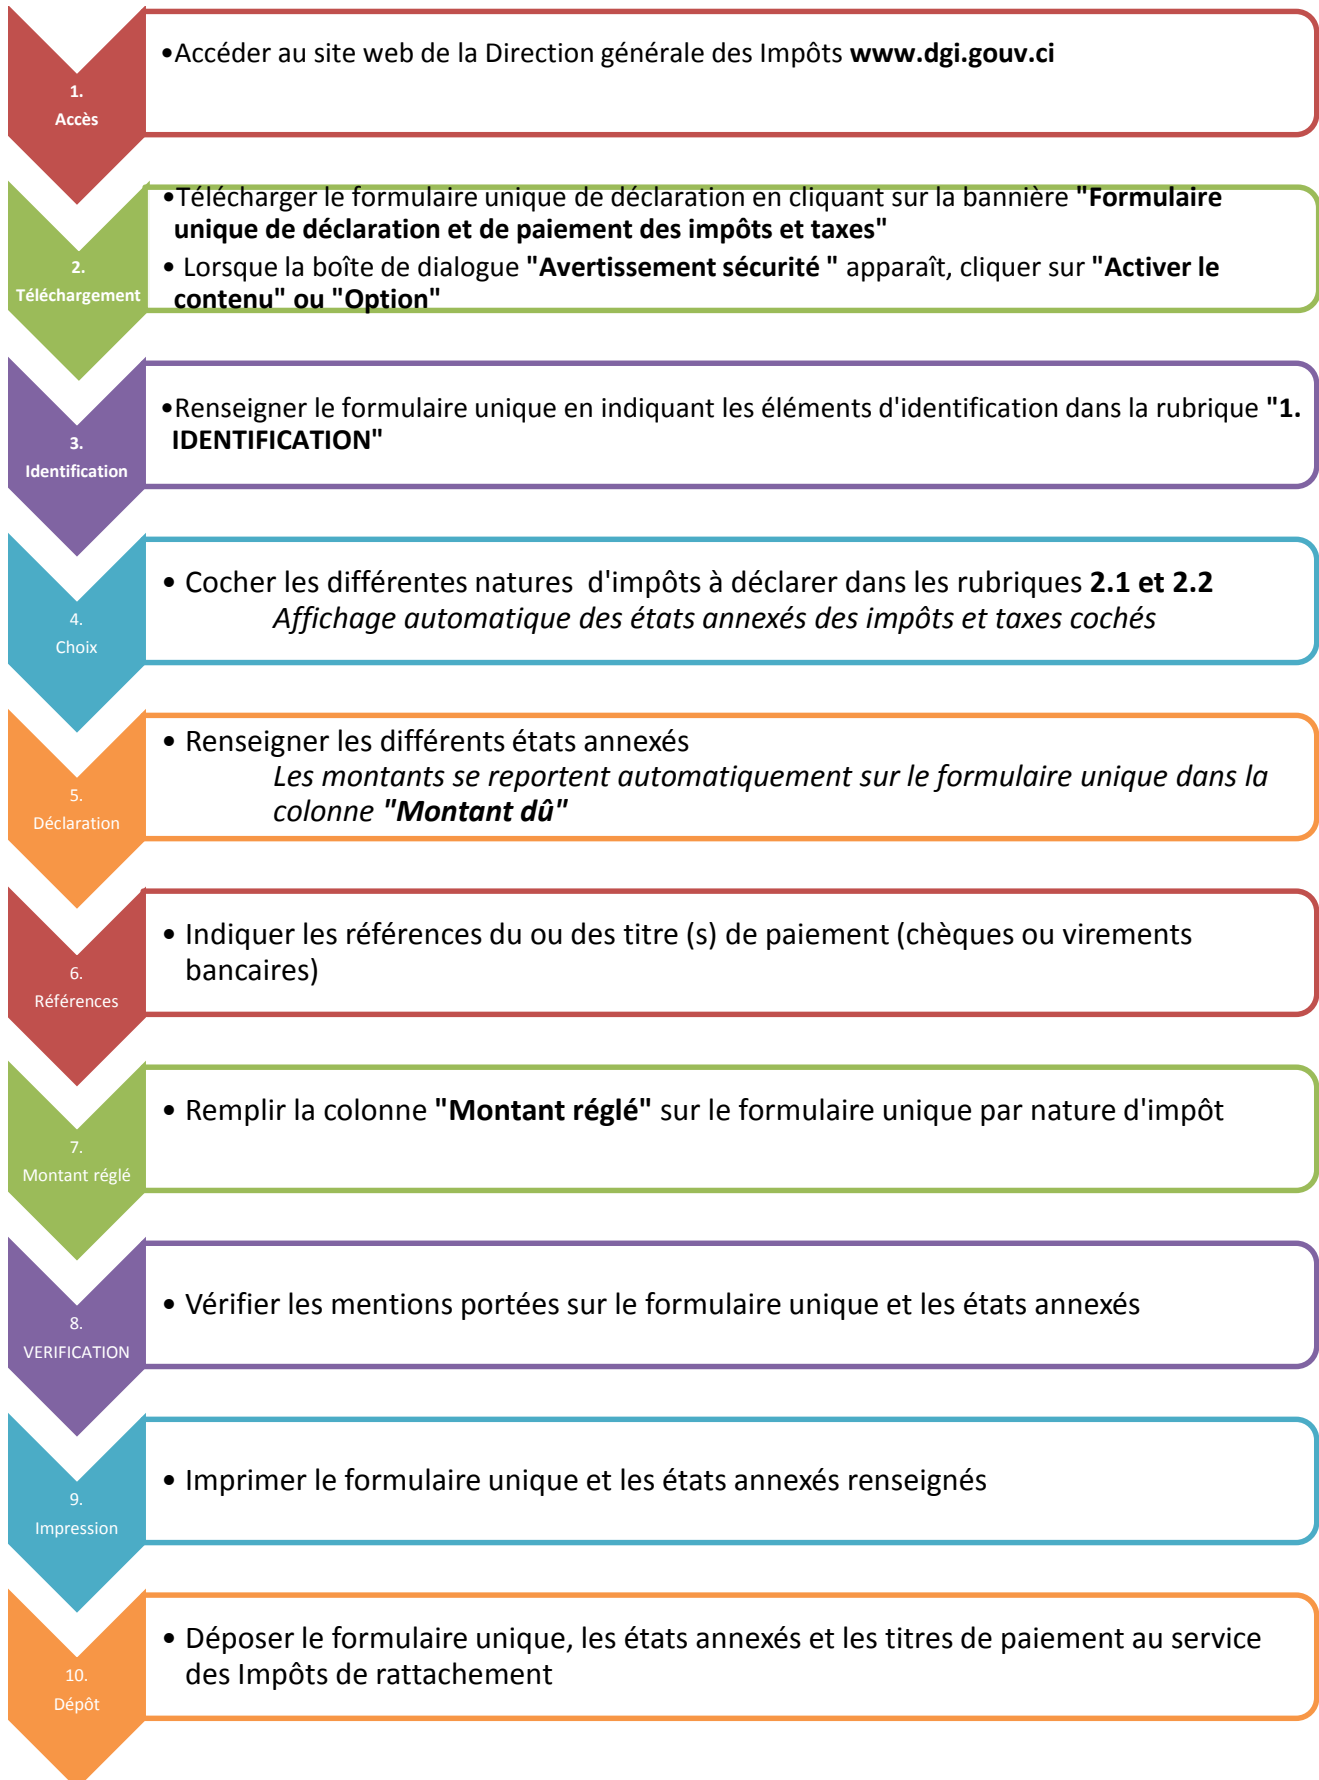 1.
Accès
•Accéder au site web de la Direction générale des Impôts www.dgi.gouv.ci
2.
Téléchargement
•Télécharger le formulaire unique de déclaration en cliquant sur la bannière "Formulaire
unique de déclaration et de paiement des impôts et taxes"
• Lorsque la boîte de dialogue "Avertissement sécurité " apparaît, cliquer sur "Activer le
contenu" ou "Option"
3.
Identification
•Renseigner le formulaire unique en indiquant les éléments d'identification dans la rubrique "1.
IDENTIFICATION"
4.
Choix
• Cocher les différentes natures  d'impôts à déclarer dans les rubriques 2.1 et 2.2
Affichage automatique des états annexés des impôts et taxes cochés
5.
Déclaration
• Renseigner les différents états annexés
Les montants se reportent automatiquement sur le formulaire unique dans la
colonne "Montant dû"
6.
Références
• Indiquer les références du ou des titre (s) de paiement (chèques ou virements
bancaires)
7.
Montant réglé
• Remplir la colonne "Montant réglé" sur le formulaire unique par nature d'impôt
8.
VERIFICATION
• Vérifier les mentions portées sur le formulaire unique et les états annexés
9.
Impression
• Imprimer le formulaire unique et les états annexés renseignés
10.
Dépôt
• Déposer le formulaire unique, les états annexés et les titres de paiement au service
des Impôts de rattachement